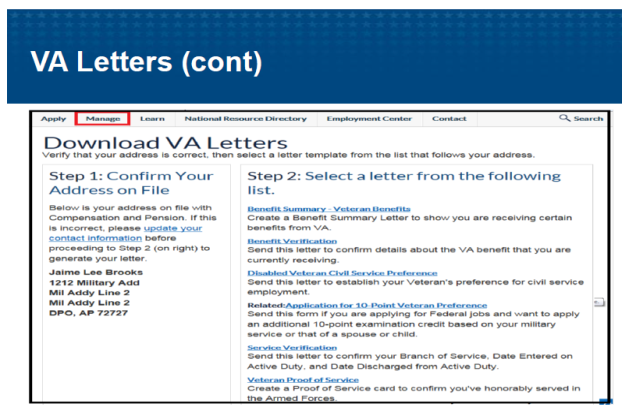 VA Letters (cont)
Apply Manage Learn National Resource Directory Employment Center Contact Search
Download VA Letters
Verify that your address is correct, then select a letter template from the list that follows your address.
Step 1: Confirm Your
Address on File
Below is your address on file with
Compensation and Pension. If this
is incorrect, please update your
contact information before
proceeding to Step 2 (on right) to
generate your letter.
Jaime Lee Brooks
1212 Military Add
Mil Addy Line 2
Mil Addy Line 2
DPO, AP 72727
Step 2: Select a letter from the following
list.
Benefit Summary - Veteran Benefits
Create a Benefit Summary Letter to show you are receiving certain
benefits from VA.
Benefit Verification
Send this letter to confirm details about the VA benefit that you are
currently receiving.
Disabled Veteran Civil Service Preference
Send this letter to establish your Veteran's preference for civil service
employment.
Related:Application for 10-Point Veteran Preference
Send this form if you are applying for Federal jobs and want to apply
an additional 10-point examination credit based on your military
service or that of a spouse or child.
Service Verification
Send this letter to confirm your Branch of Service, Date Entered on
Active Duty, and Date Discharged from Active Duty.
Veteran Proof of Service
Create a Proof of Service card to confirm you've honorably served in
the Armed Forces.